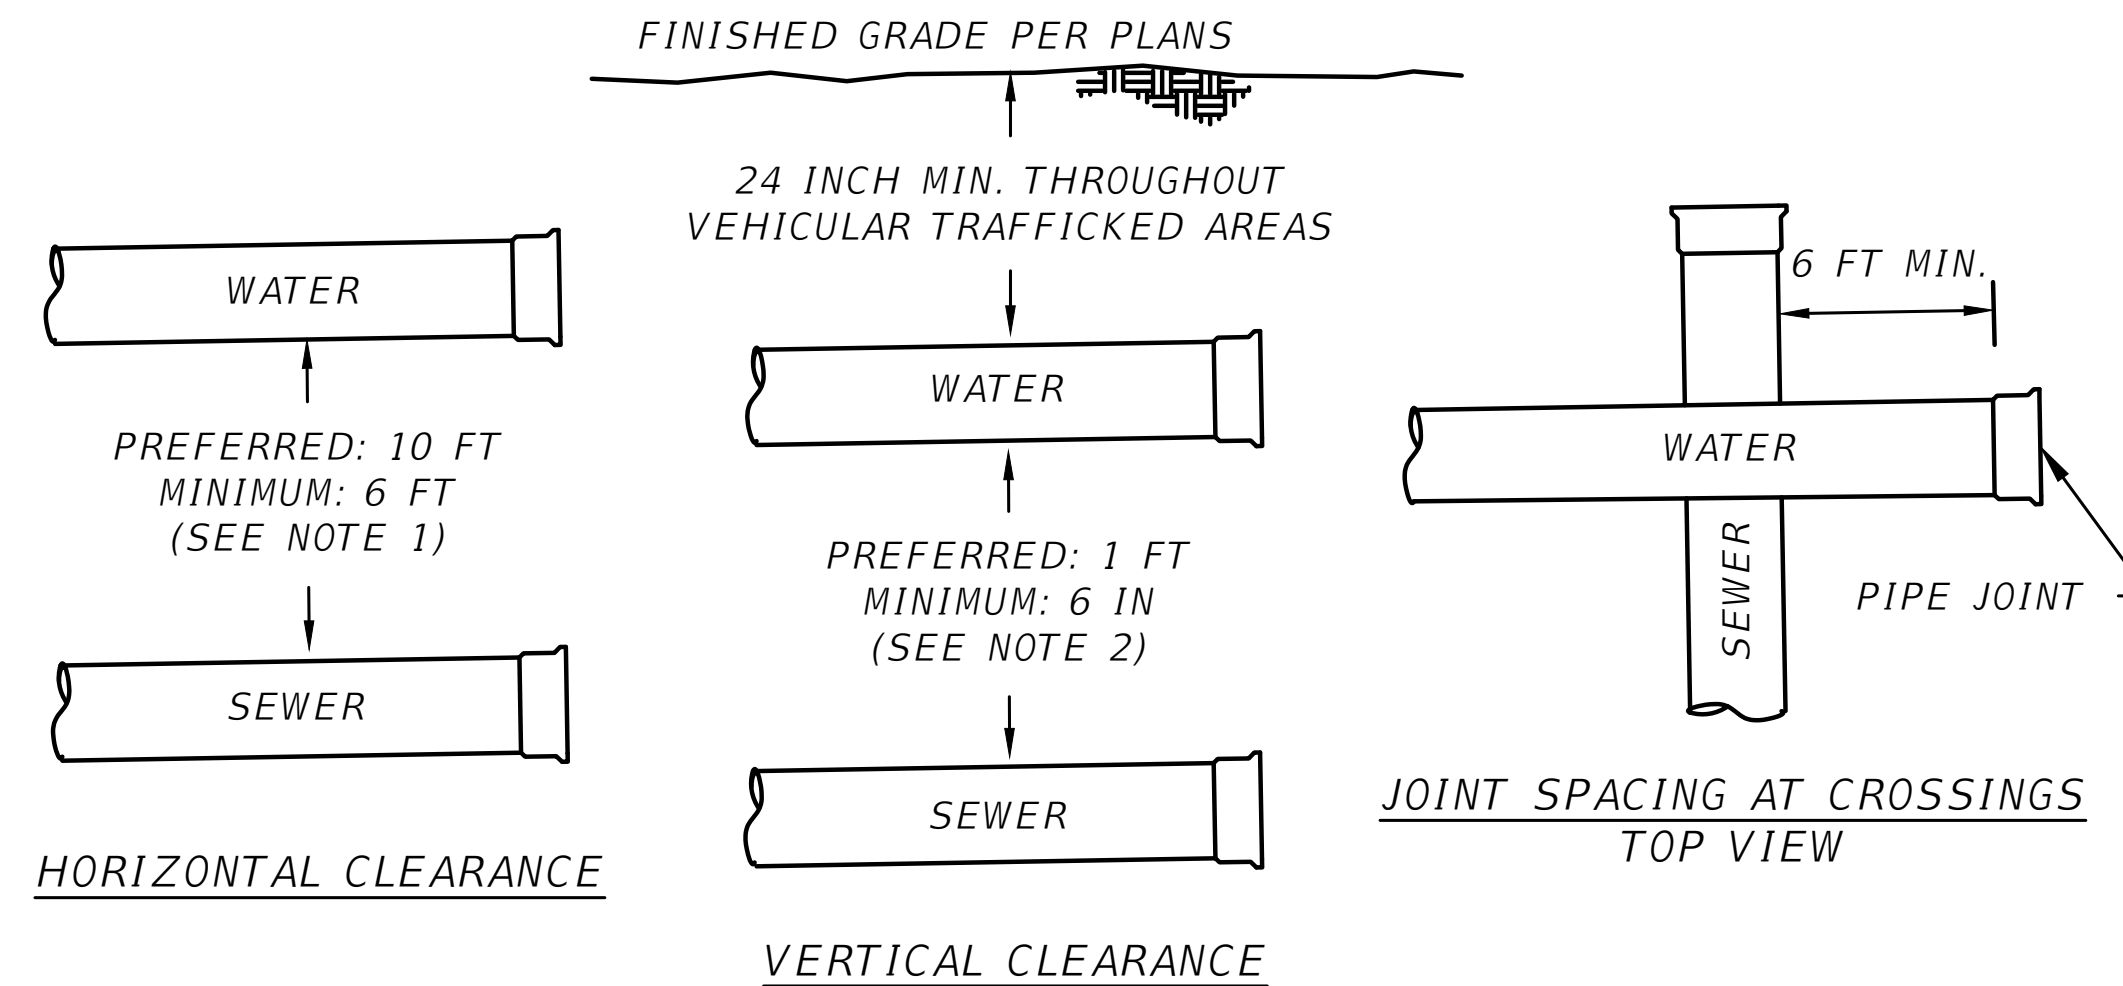 FINISHED GRADE PER PLANS
24 INCH MIN. THROUGHOUT
VEHICULAR TRAFFICKED AREAS
WATER
PREFERRED: 10 FT
MINIMUM: 6 FT
(SEE NOTE 1)
SEWER
HORIZONTAL CLEARANCE
WATER
PREFERRED: 1 FT
MINIMUM: 6 IN
(SEE NOTE 2)
SEWER
VERTICAL CLEARANCE
6 FT MIN.
WATER
SEWER
PIPE JOINT
JOINT SPACING AT CROSSINGS
TOP VIEW